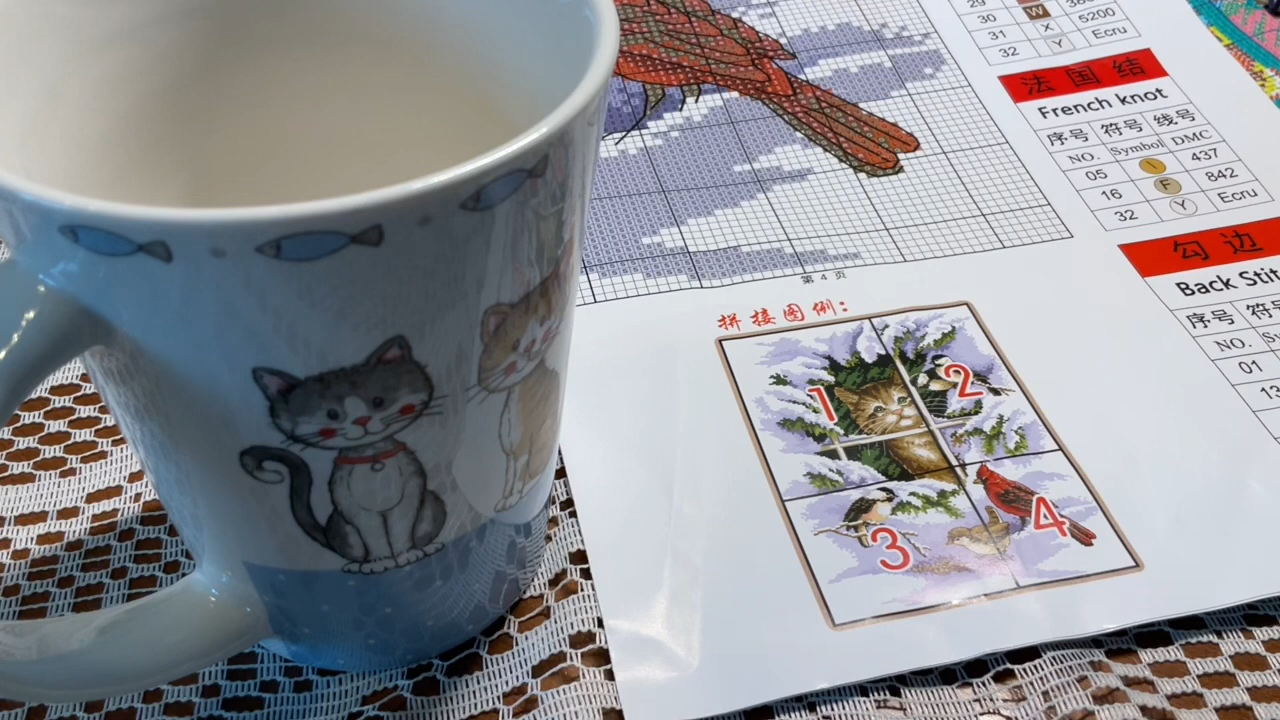 30 W 5200
31 X Ecru
32 Y
法国结
French knot
序号 符号 线号
NO. Symbol DMC
05 I 437
16 F 842
32 Y Ecru
勾边
Back
序号
NO.
01
13
第 4 页
拼接图例：
1
2
3
4